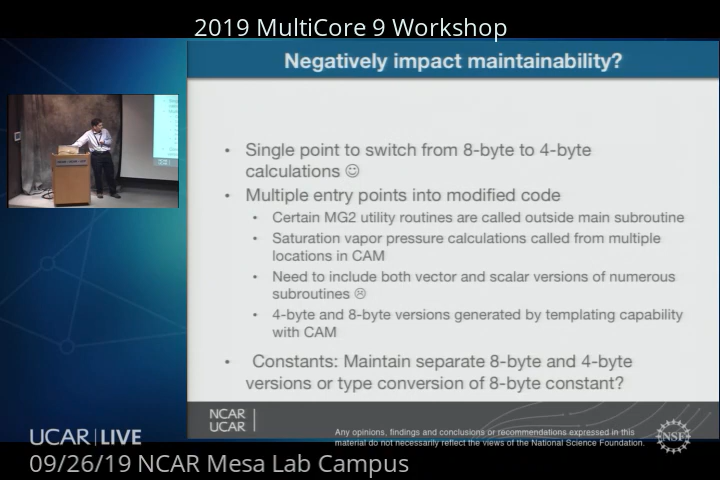 2019 MultiCore 9 Workshop
Negatively impact maintainability?
• Single point to switch from 8-byte to 4-byte
calculations ☺
• Multiple entry points into modified code
• Certain MG2 utility routines are called outside main subroutine
• Saturation vapor pressure calculations called from multiple
locations in CAM
• Need to include both vector and scalar versions of numerous
subroutines ☹
• 4-byte and 8-byte versions generated by templating capability
with CAM
• Constants: Maintain separate 8-byte and 4-byte
versions or type conversion of 8-byte constant?
NCAR
UCAR
Any opinions, findings and conclusions or recommendations expressed in this
material do not necessarily reflect the views of the National Science Foundation.
NSF
UCAR|LIVE
09/26/19 NCAR Mesa Lab Campus